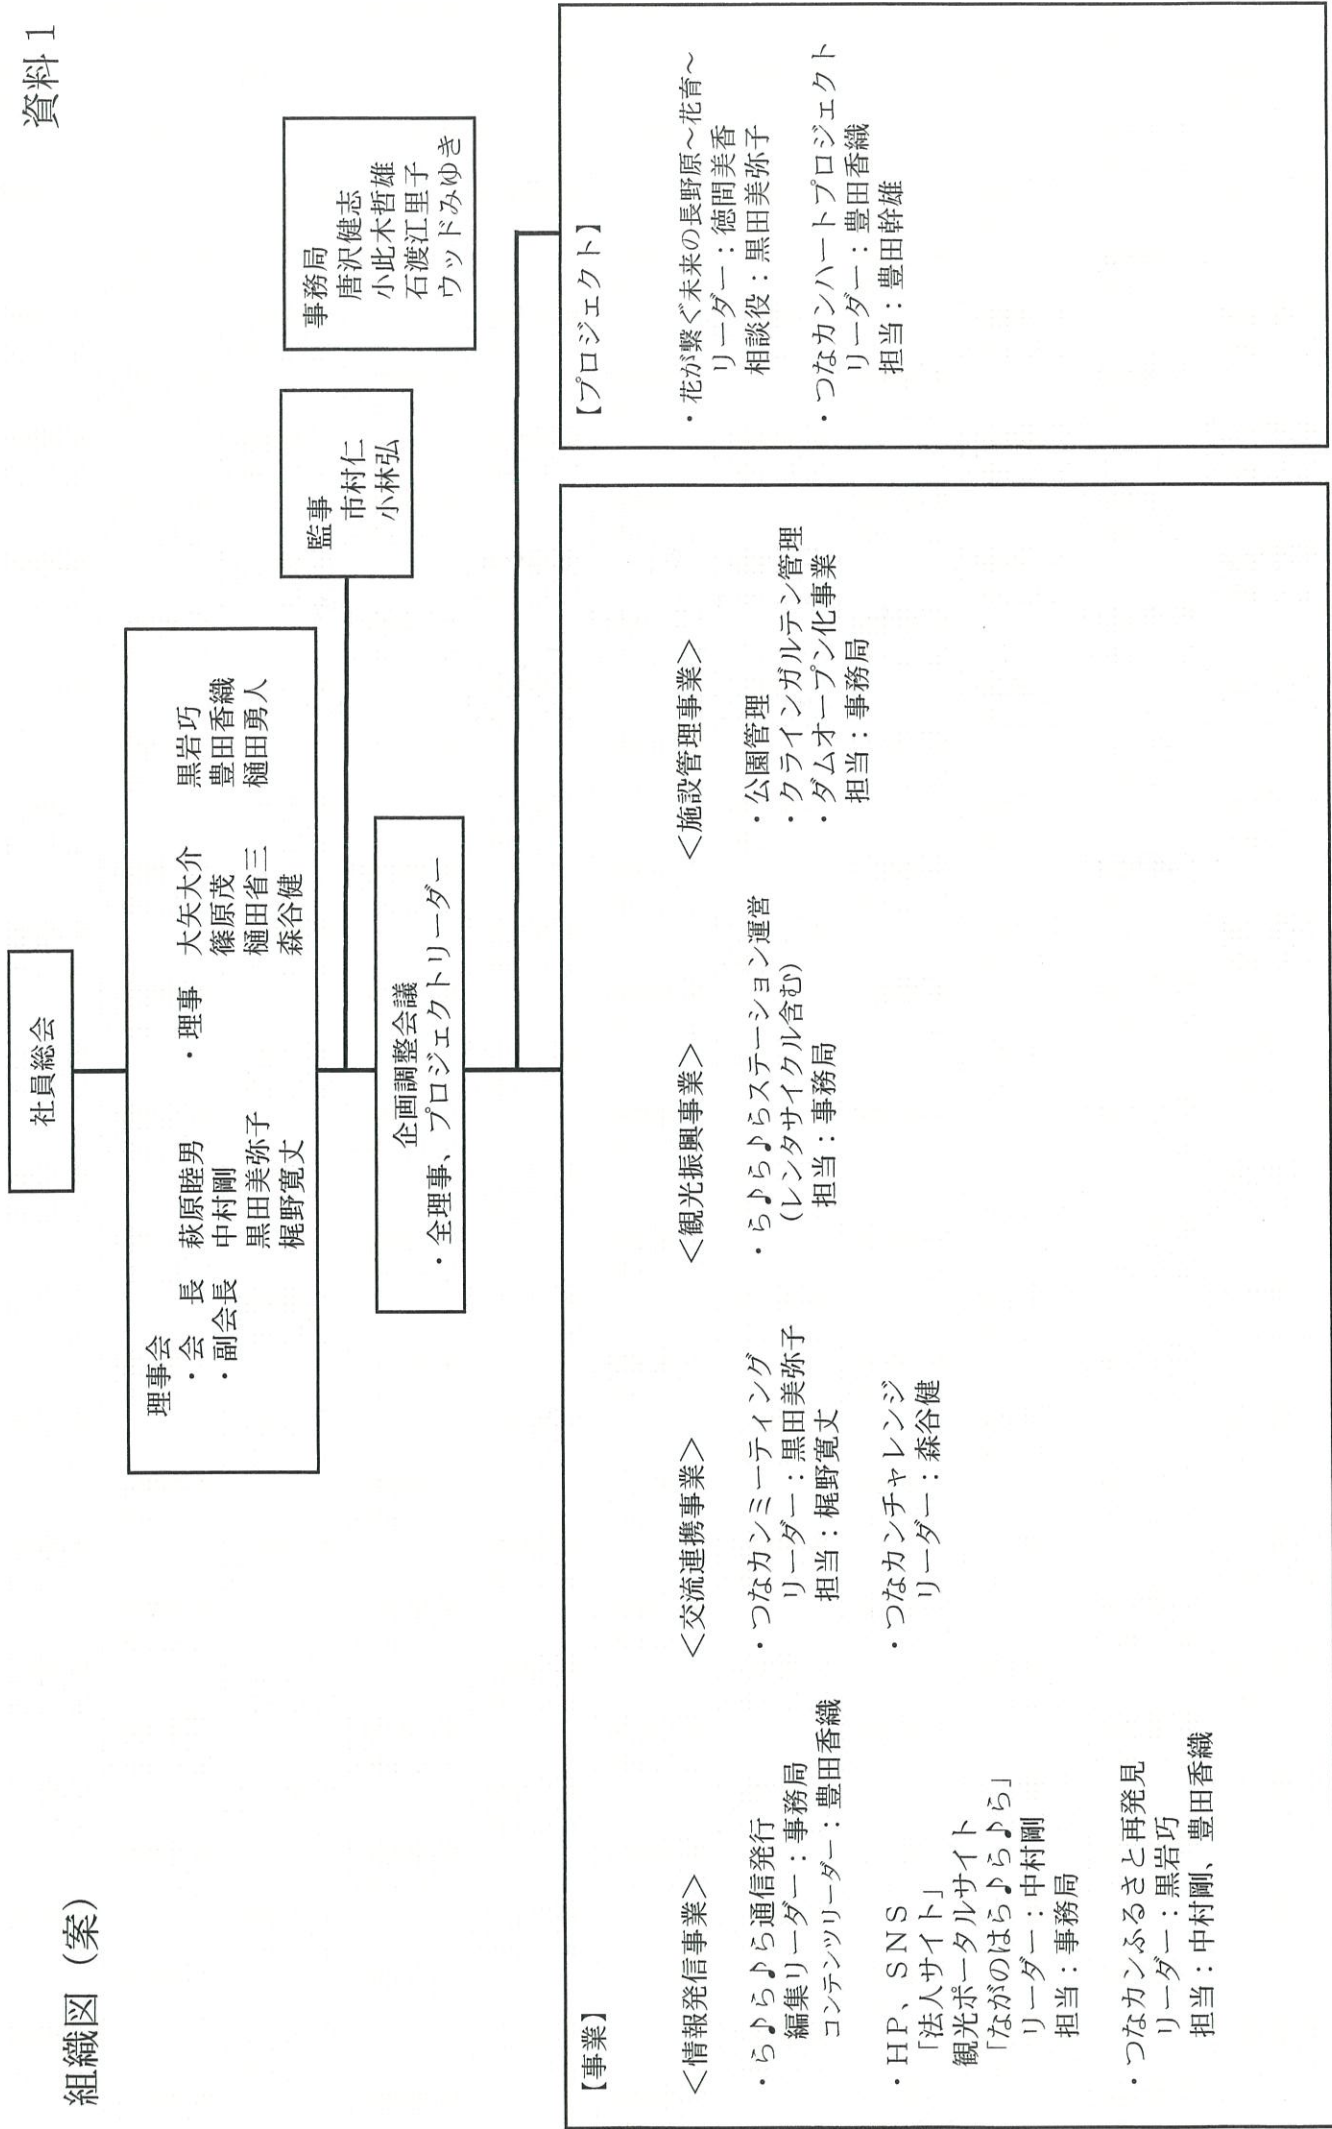 資料1
組織図(案)
社員総会
理事会
・会　長　萩原睦男
・副会長　中村剛
黒田美弥子
梶野寛丈
・理事　大矢大介　黒岩巧
篠原茂　豊田香織
樋田省三　樋田勇人
森谷健
監事
市村仁
小林弘
事務局
唐沢健志
小此木哲雄
石渡江里子
ウッドみゆき
企画調整会議
・全理事、プロジェクトリーダー
【事業】
<情報発信事業>
・ら♪ら♪ら通信発行
編集リーダー:事務局
コンテンツリーダー:豊田香織
・HP、SNS
「法人サイト」
観光ポータルサイト
「ながのはら♪ら♪ら」
リーダー:中村剛
担当:事務局
・つなカンふるさと再発見
リーダー:黒岩巧
担当:中村剛、豊田香織
<交流連携事業>
・つなカンミーティング
リーダー:黒田美弥子
担当:梶野寛丈
・つなカンチャレンジ
リーダー:森谷健
<観光振興事業>
・ら♪ら♪らステーション運営
(レンタサイクル含む)
担当:事務局
<施設管理事業>
・公園管理
・クラインガルテン管理
・ダムオープン化事業
担当:事務局
【プロジェクト】
・花が繋ぐ未来の長野原~花育~
リーダー:徳間美香
相談役:黒田美弥子
・つなカンハートプロジェクト
リーダー:豊田香織
担当:豊田幹雄